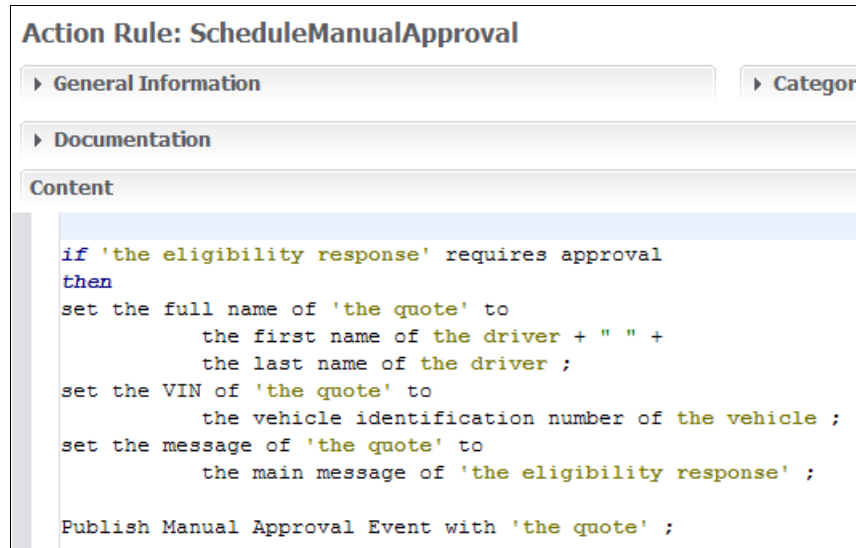 Action Rule: ScheduleManualApproval
General Information
Categor
Documentation
Content
if 'the eligibility response' requires approval
then
set the full name of 'the quote' to
the first name of the driver + " " +
the last name of the driver ;
set the VIN of 'the quote' to
the vehicle identification number of the vehicle ;
set the message of 'the quote' to
the main message of 'the eligibility response' ;
Publish Manual Approval Event with 'the quote' ;